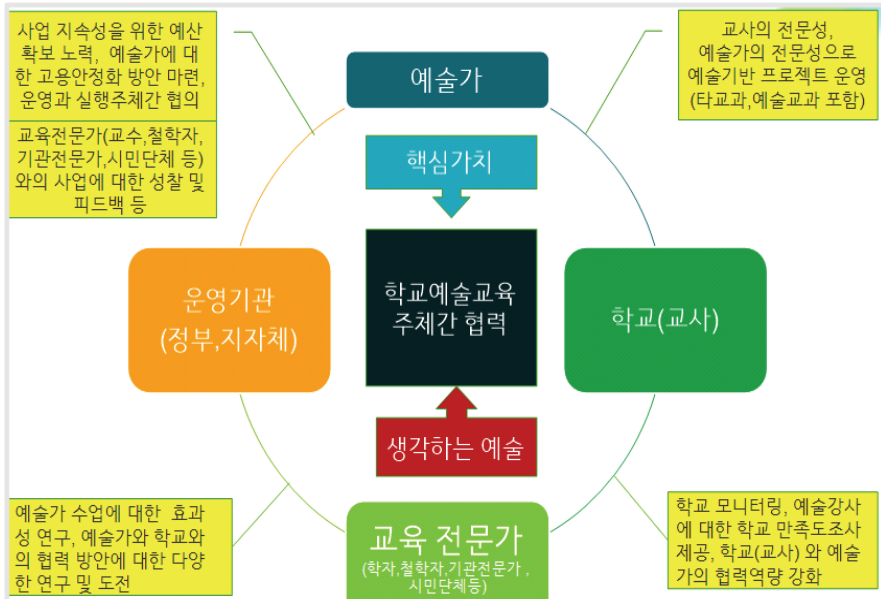 사업 지속성을 위한 예산
확보 노력, 예술가에 대
한 고용안정화 방안 마련,
운영과 실행주체간 협의
교육전문가(교수,철학자,
기관전문가,시민단체 등)
와의 사업에 대한 성찰 및
피드백 등
예술가
교사의 전문성,
예술가의 전문성으로
예술기반 프로젝트 운영
(타교과,예술교과 포함)
핵심가치
운영기관
(정부,지자체)
학교예술교육
주체간 협력
학교(교사)
생각하는 예술
예술가 수업에 대한 효과
성 연구, 예술가와 학교와
의 협력 방안에 대한 다양
한 연구 및 도전
교육 전문가
(학자,철학자,기관전문가 ,
시민단체등)
학교 모니터링, 예술강사
에 대한 학교 만족도조사
제공, 학교(교사) 와 예술
가의 협력역량 강화